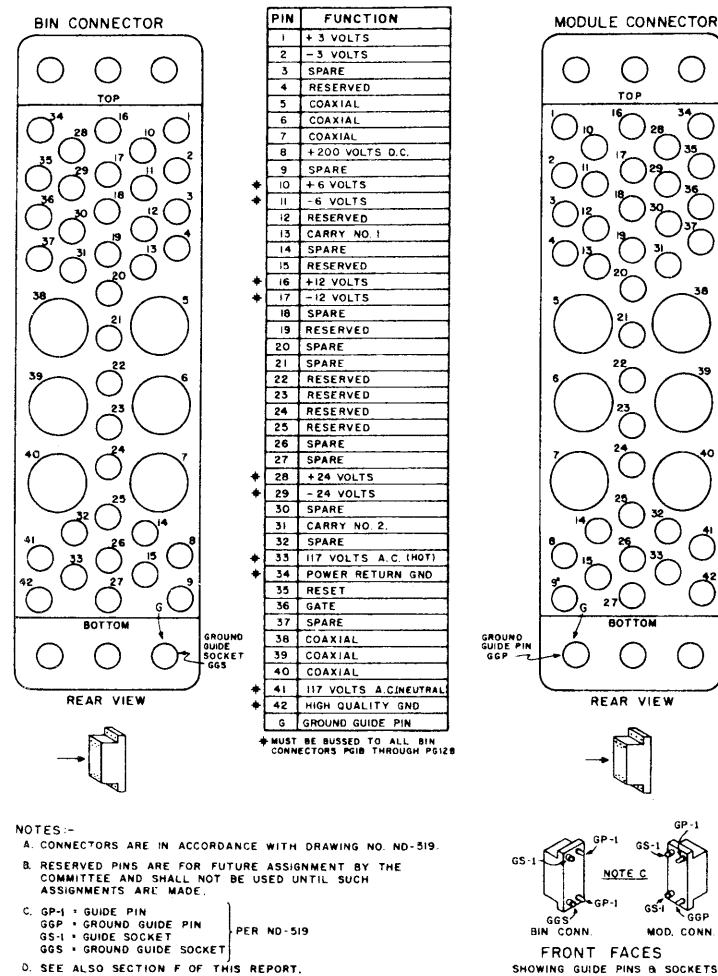 BIN CONNECTOR
TOP
34
16
1
28
10
35
17
2
29
11
36
18
3
30
12
37
19
4
31
13
20
38
5
21
22
39
6
23
24
40
7
25
32
14
41
26
8
33
15
42
27
9
G
BOTTOM
GROUND
GUIDE
SOCKET
GGS
REAR VIEW
PIN FUNCTION
1 + 3 VOLTS
2 - 3 VOLTS
3 SPARE
4 RESERVED
5 COAXIAL
6 COAXIAL
7 COAXIAL
8 +200 VOLTS D.C.
9 SPARE
* 10 + 6 VOLTS
* 11 - 6 VOLTS
12 RESERVED
13 CARRY NO. 1
14 SPARE
15 RESERVED
* 16 +12 VOLTS
* 17 -12 VOLTS
18 SPARE
19 RESERVED
20 SPARE
21 SPARE
22 RESERVED
23 RESERVED
24 RESERVED
25 RESERVED
26 SPARE
27 SPARE
* 28 +24 VOLTS
* 29 -24 VOLTS
30 SPARE
31 CARRY NO. 2.
32 SPARE
* 33 117 VOLTS A.C. (HOT)
* 34 POWER RETURN GND
35 RESET
36 GATE
37 SPARE
38 COAXIAL
39 COAXIAL
40 COAXIAL
* 41 117 VOLTS A.C.(NEUTRAL)
* 42 HIGH QUALITY GND
G GROUND GUIDE PIN
* MUST BE BUSSED TO ALL BIN
CONNECTORS PG1B THROUGH PG12B
MODULE CONNECTOR
TOP
1
16
34
10
28
2
17
35
11
29
3
18
36
12
30
4
19
37
13
31
20
5
38
21
22
6
39
23
24
7
40
25
14
32
8
26
41
15
33
9
27
42
G
BOTTOM
GROUND
GUIDE PIN
GGP
REAR VIEW
NOTES:-
A. CONNECTORS ARE IN ACCORDANCE WITH DRAWING NO. ND-519.
B. RESERVED PINS ARE FOR FUTURE ASSIGNMENT BY THE
COMMITTEE AND SHALL NOT BE USED UNTIL SUCH
ASSIGNMENTS ARE MADE.
C. GP-1 = GUIDE PIN
GGP = GROUND GUIDE PIN
GS-1 = GUIDE SOCKET
GGS = GROUND GUIDE SOCKET
PER ND-519
D. SEE ALSO SECTION F OF THIS REPORT.
GS-1
GP-1
GGS
GP-1
BIN CONN.
NOTE C
GP-1
GS-1
GS-1
GGP
MOD. CONN.
FRONT FACES
SHOWING GUIDE PINS & SOCKETS